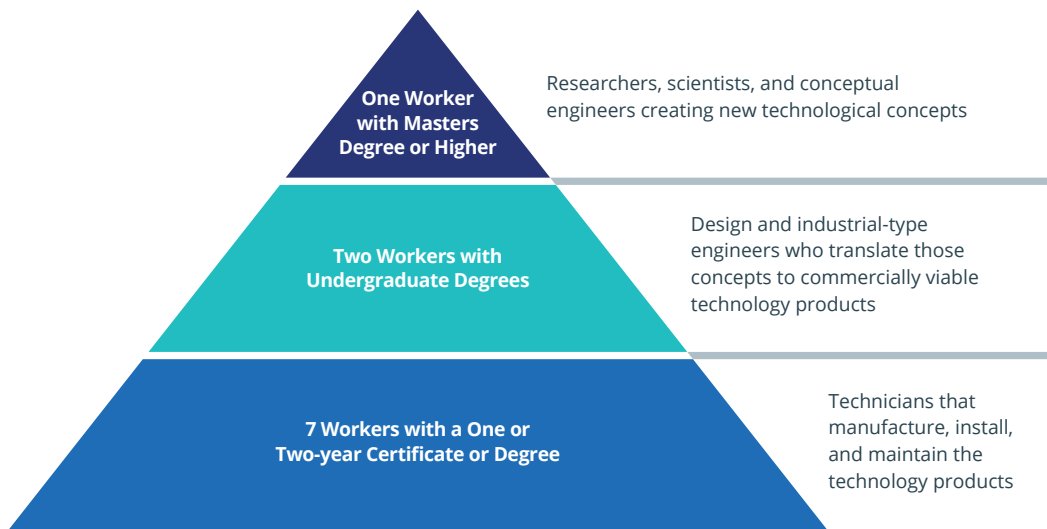 One Worker
with Masters
Degree or Higher
Researchers, scientists, and conceptual
engineers creating new technological concepts
Two Workers with
Undergraduate Degrees
Design and industrial-type
engineers who translate those
concepts to commercially viable
technology products
7 Workers with a One or
Two-year Certificate or Degree
Technicians that
manufacture, install,
and maintain the
technology products